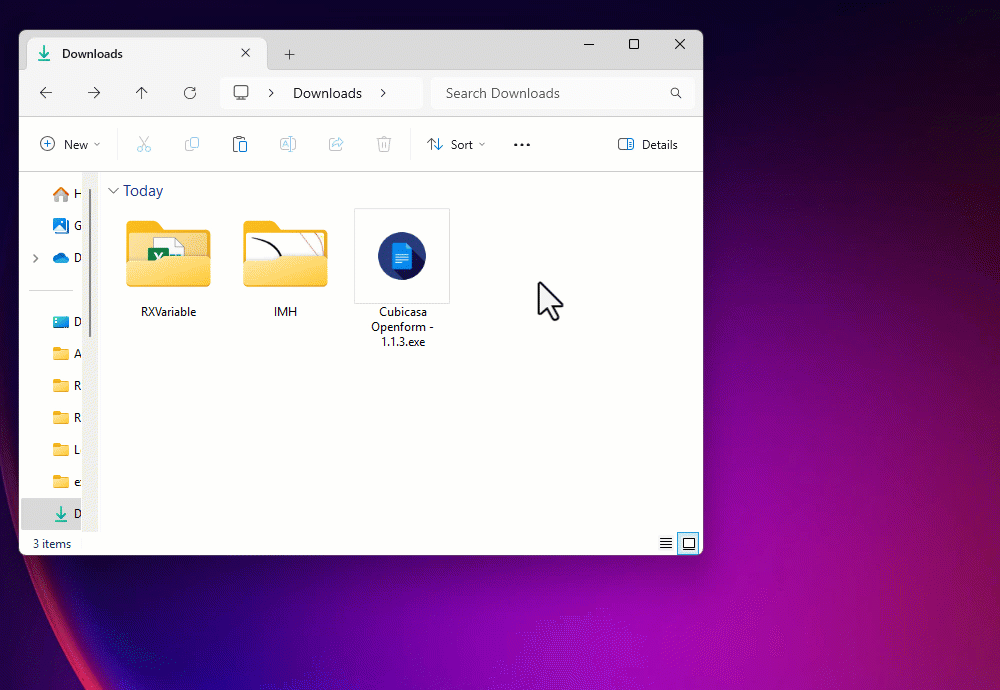 Downloads
Downloads
Search Downloads
New
Sort
Details
Today
H
G
D
D
A
R
R
L
e
D
RXVariable
IMH
Cubicasa
Openform -
1.1.3.exe
3 items